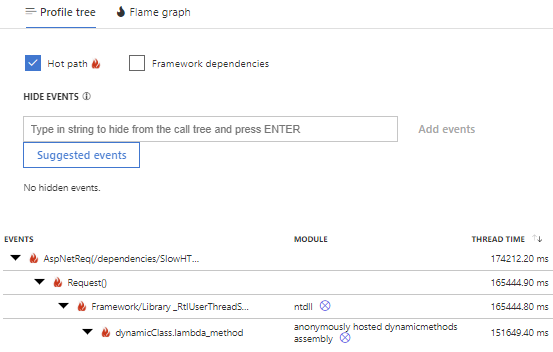 Profile tree Flame graph
Hot path Framework dependencies
HIDE EVENTS
Type in string to hide from the call tree and press ENTER Add events
Suggested events
No hidden events.
EVENTS MODULE THREAD TIME
AspNetReq(/dependencies/SlowHT... 174212.20 ms
Request() 165444.90 ms
Framework/Library _RtlUserThreadS... ntdll 165444.80 ms
dynamicClass.lambda_method anonymously hosted dynamicmethods 151649.40 ms
assembly